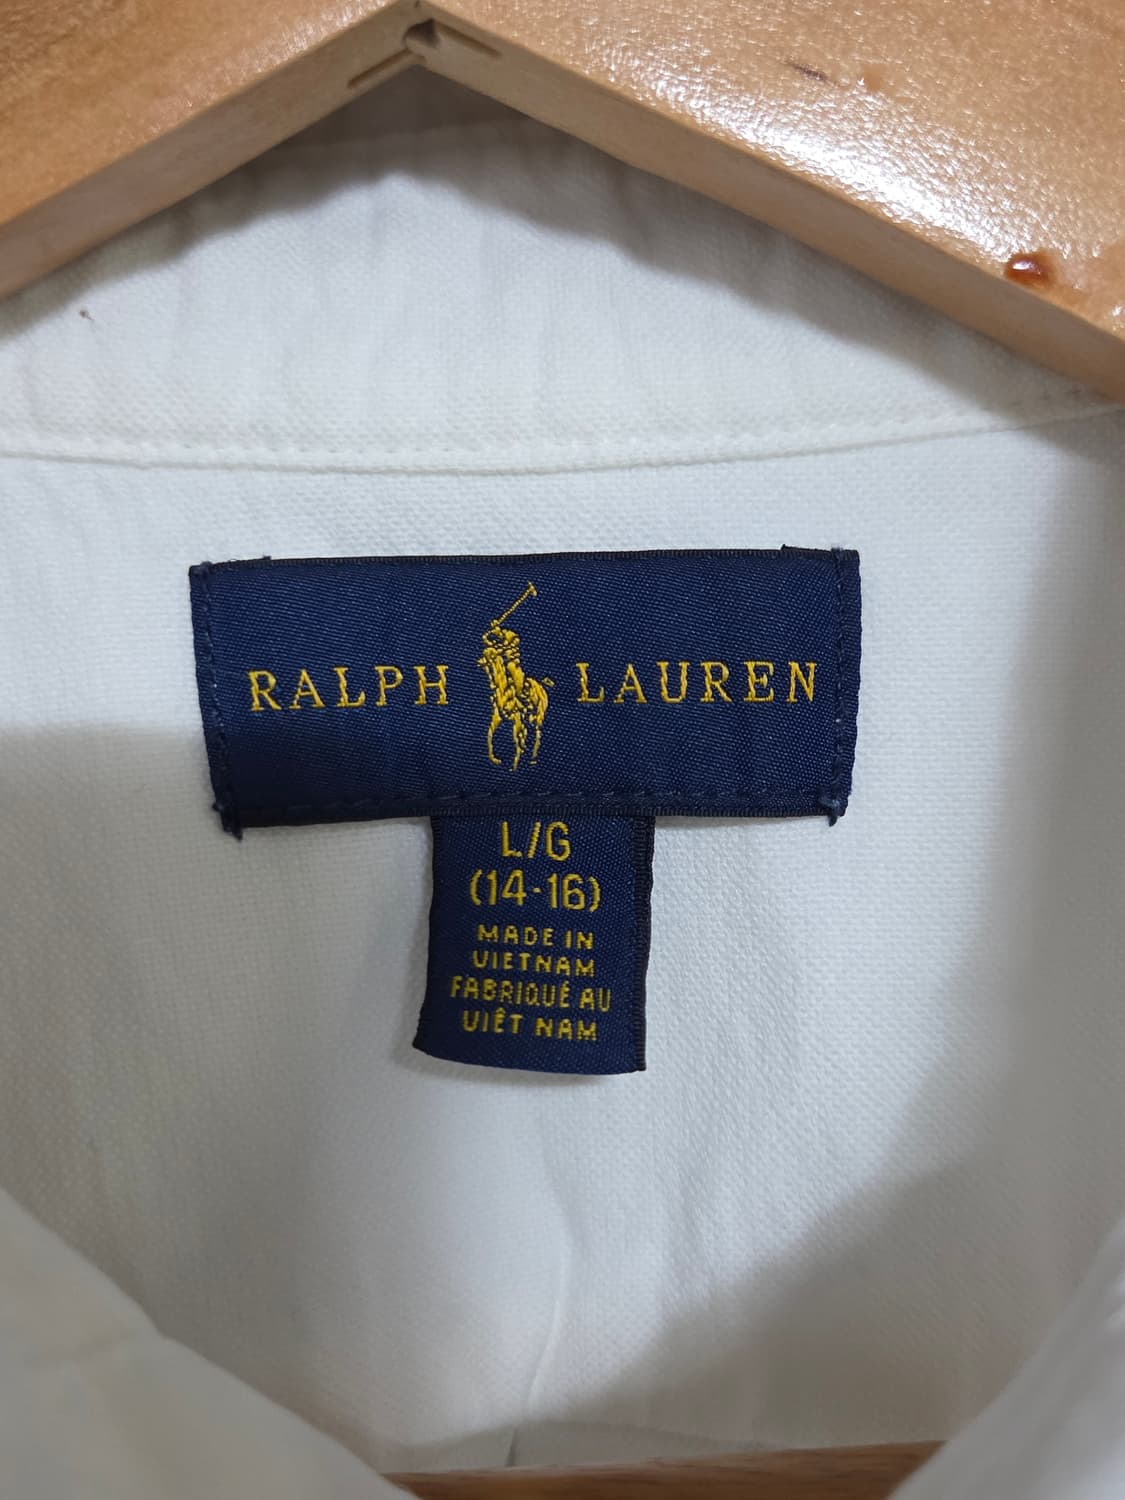 RALPH LAUREN
L/G
(14-16)
MADE IN
VIETNAM
FABRIQUÉ AU
VIÊT NAM